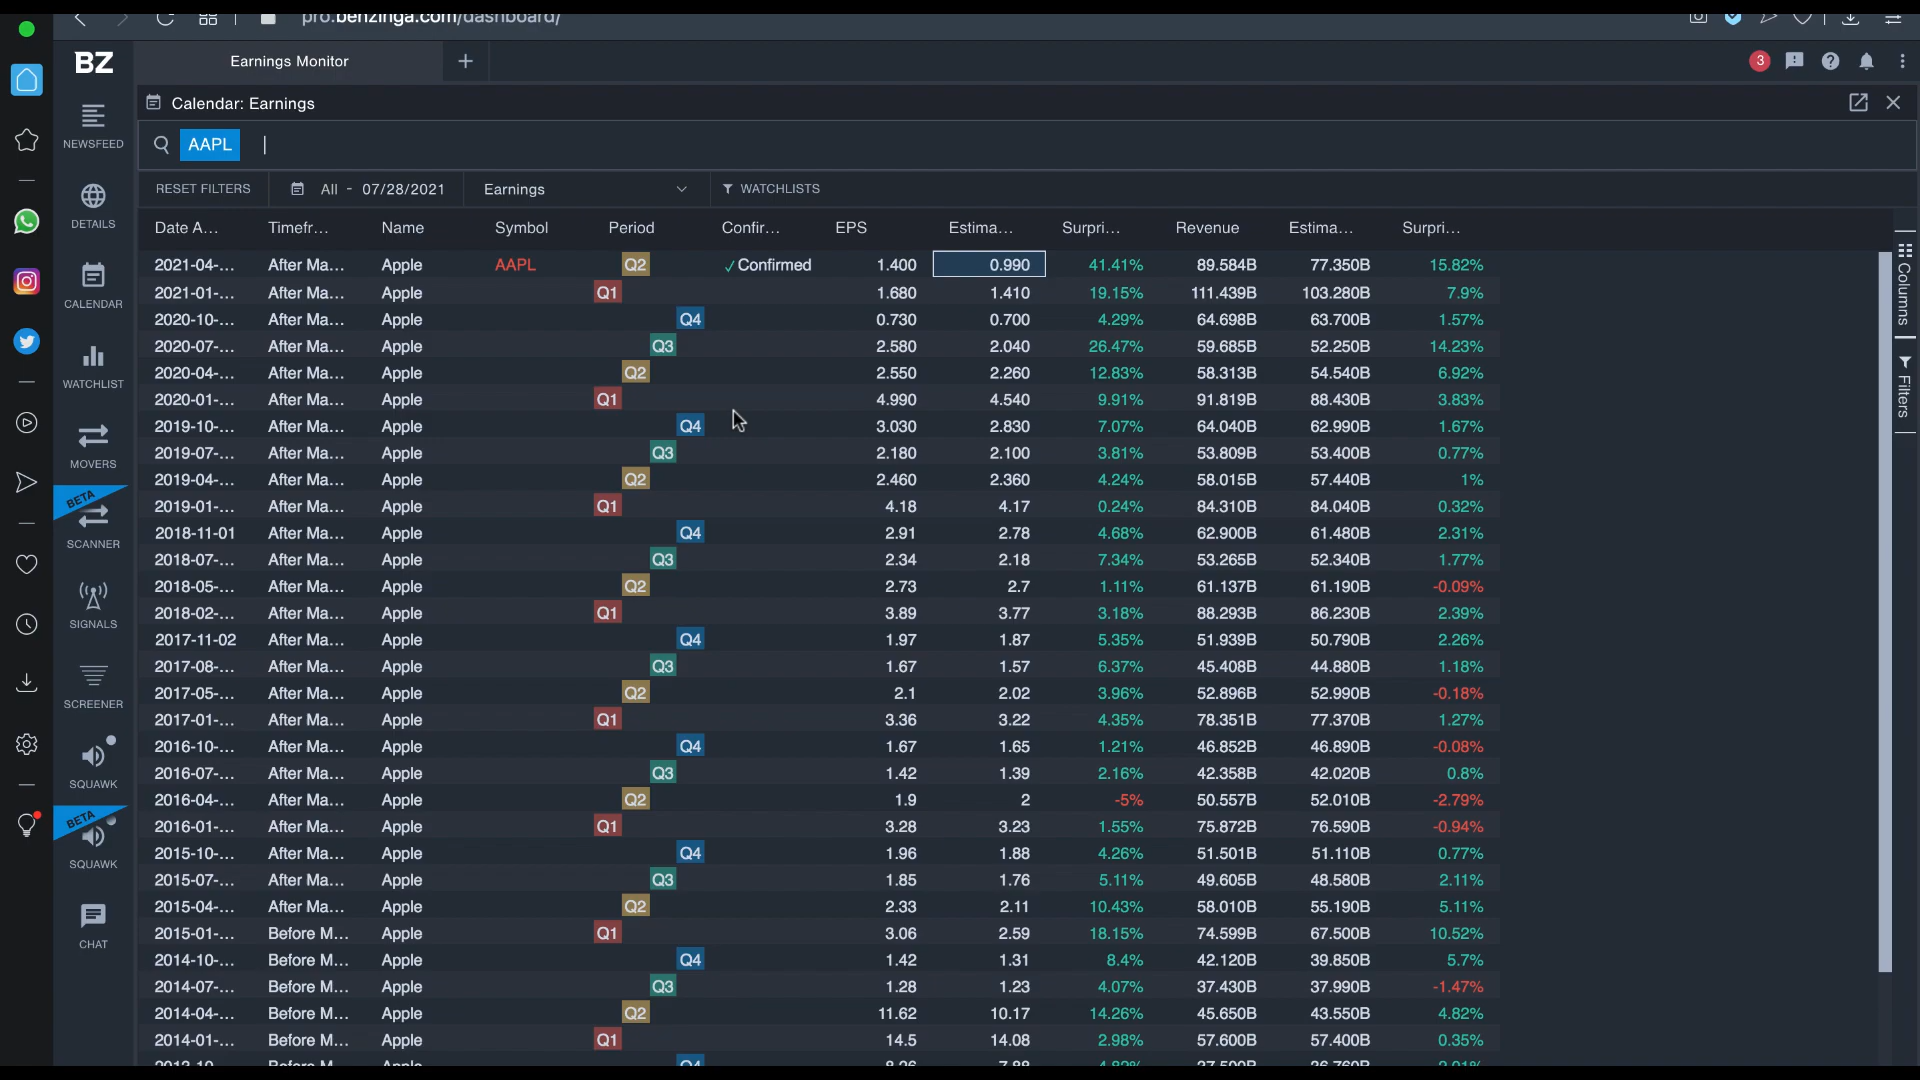 pro.benzinga.com/dashboard/
BZ
Earnings Monitor
3
Calendar: Earnings
AAPL
RESET FILTERS All - 07/28/2021 Earnings WATCHLISTS
Date A... Timefr... Name Symbol Period Confir... EPS Estima... Surpri... Revenue Estima... Surpri...
2021-04-... After Ma... Apple AAPL Q2 ✓Confirmed 1.400 0.990 41.41% 89.584B 77.350B 15.82%
2021-01-... After Ma... Apple Q1 1.680 1.410 19.15% 111.439B 103.280B 7.9%
2020-10-... After Ma... Apple Q4 0.730 0.700 4.29% 64.698B 63.700B 1.57%
2020-07-... After Ma... Apple Q3 2.580 2.040 26.47% 59.685B 52.250B 14.23%
2020-04-... After Ma... Apple Q2 2.550 2.260 12.83% 58.313B 54.540B 6.92%
2020-01-... After Ma... Apple Q1 4.990 4.540 9.91% 91.819B 88.430B 3.83%
2019-10-... After Ma... Apple Q4 3.030 2.830 7.07% 64.040B 62.990B 1.67%
2019-07-... After Ma... Apple Q3 2.180 2.100 3.81% 53.809B 53.400B 0.77%
2019-04-... After Ma... Apple Q2 2.460 2.360 4.24% 58.015B 57.440B 1%
2019-01-... After Ma... Apple Q1 4.18 4.17 0.24% 84.310B 84.040B 0.32%
2018-11-01 After Ma... Apple Q4 2.91 2.78 4.68% 62.900B 61.480B 2.31%
2018-07-... After Ma... Apple Q3 2.34 2.18 7.34% 53.265B 52.340B 1.77%
2018-05-... After Ma... Apple Q2 2.73 2.7 1.11% 61.137B 61.190B -0.09%
2018-02-... After Ma... Apple Q1 3.89 3.77 3.18% 88.293B 86.230B 2.39%
2017-11-02 After Ma... Apple Q4 1.97 1.87 5.35% 51.939B 50.790B 2.26%
2017-08-... After Ma... Apple Q3 1.67 1.57 6.37% 45.408B 44.880B 1.18%
2017-05-... After Ma... Apple Q2 2.1 2.02 3.96% 52.896B 52.990B -0.18%
2017-01-... After Ma... Apple Q1 3.36 3.22 4.35% 78.351B 77.370B 1.27%
2016-10-... After Ma... Apple Q4 1.67 1.65 1.21% 46.852B 46.890B -0.08%
2016-07-... After Ma... Apple Q3 1.42 1.39 2.16% 42.358B 42.020B 0.8%
2016-04-... After Ma... Apple Q2 1.9 2 -5% 50.557B 52.010B -2.79%
2016-01-... After Ma... Apple Q1 3.28 3.23 1.55% 75.872B 76.590B -0.94%
2015-10-... After Ma... Apple Q4 1.96 1.88 4.26% 51.501B 51.110B 0.77%
2015-07-... After Ma... Apple Q3 1.85 1.76 5.11% 49.605B 48.580B 2.11%
2015-04-... After Ma... Apple Q2 2.33 2.11 10.43% 58.010B 55.190B 5.11%
2015-01-... Before M... Apple Q1 3.06 2.59 18.15% 74.599B 67.500B 10.52%
2014-10-... Before M... Apple Q4 1.42 1.31 8.4% 42.120B 39.850B 5.7%
2014-07-... Before M... Apple Q3 1.28 1.23 4.07% 37.430B 37.990B -1.47%
2014-04-... Before M... Apple Q2 11.62 10.17 14.26% 45.650B 43.550B 4.82%
2014-01-... Before M... Apple Q1 14.5 14.08 2.98% 57.600B 57.400B 0.35%
Columns
Filters
NEWSFEED
DETAILS
CALENDAR
WATCHLIST
MOVERS
BETA
SCANNER
SIGNALS
SCREENER
SQUAWK
BETA
SQUAWK
CHAT